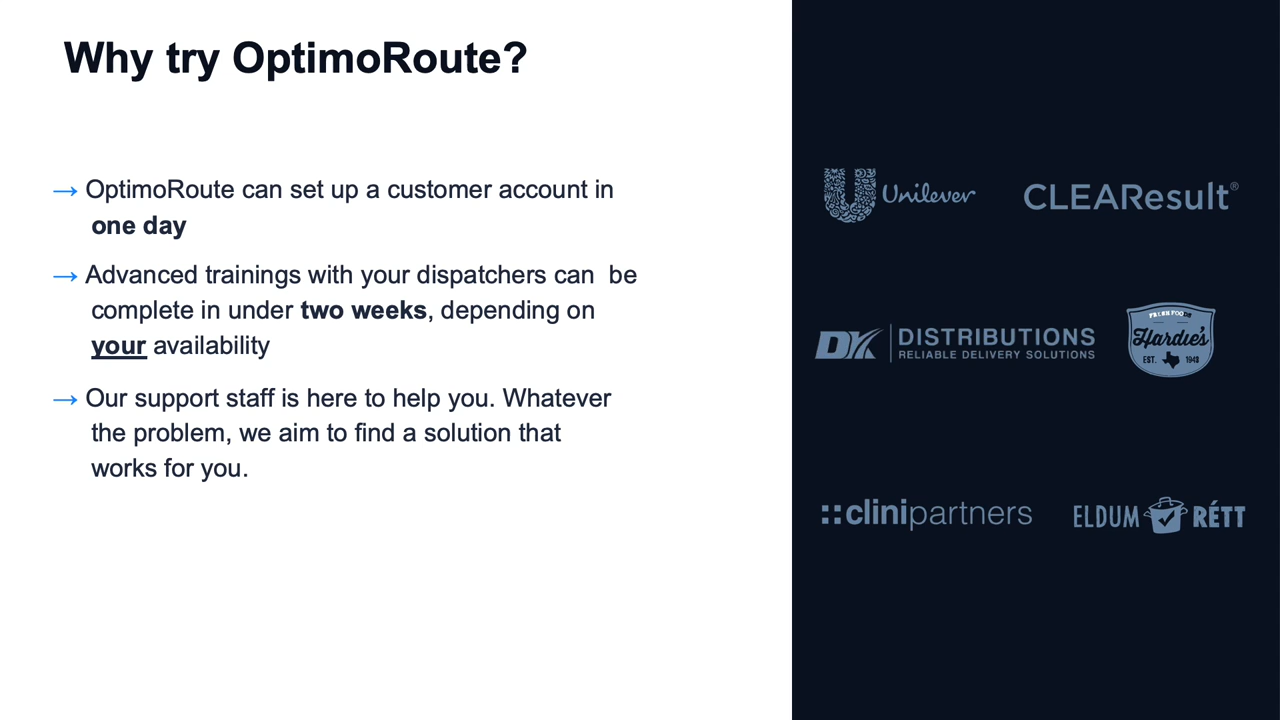 Why try OptimoRoute?
→ OptimoRoute can set up a customer account in
one day
→ Advanced trainings with your dispatchers can  be
complete in under two weeks, depending on
your availability
→ Our support staff is here to help you. Whatever
the problem, we aim to find a solution that
works for you.
Unilever
CLEAResult®
DK DISTRIBUTIONS
RELIABLE DELIVERY SOLUTIONS
FRESH FOODS
Hardie's
EST. 1943
clinipartners
ELDUM RÉTT